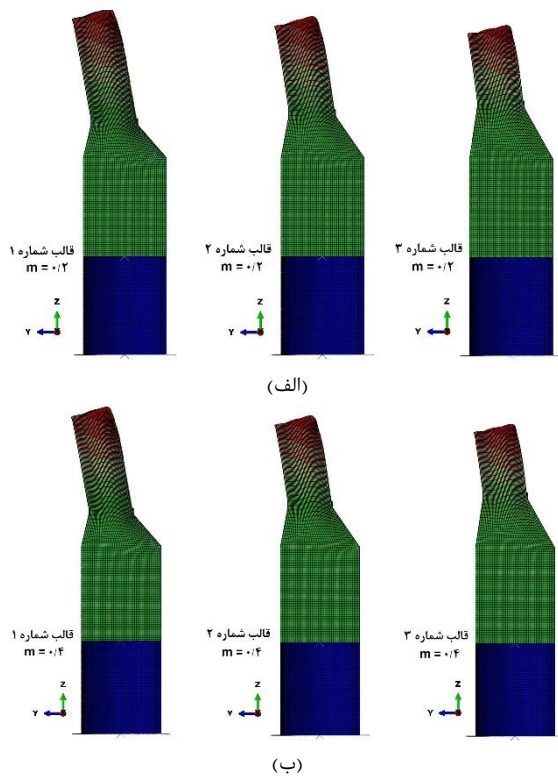 قالب شماره ۱
m = ۰/۲
Z
Y
قالب شماره ۲
m = ۰/۲
Z
Y
قالب شماره ۳
m = ۰/۲
Z
Y
(الف)
قالب شماره ۱
m = ۰/۴
Z
Y
قالب شماره ۲
m = ۰/۴
Z
Y
قالب شماره ۳
m = ۰/۴
Z
Y
(ب)